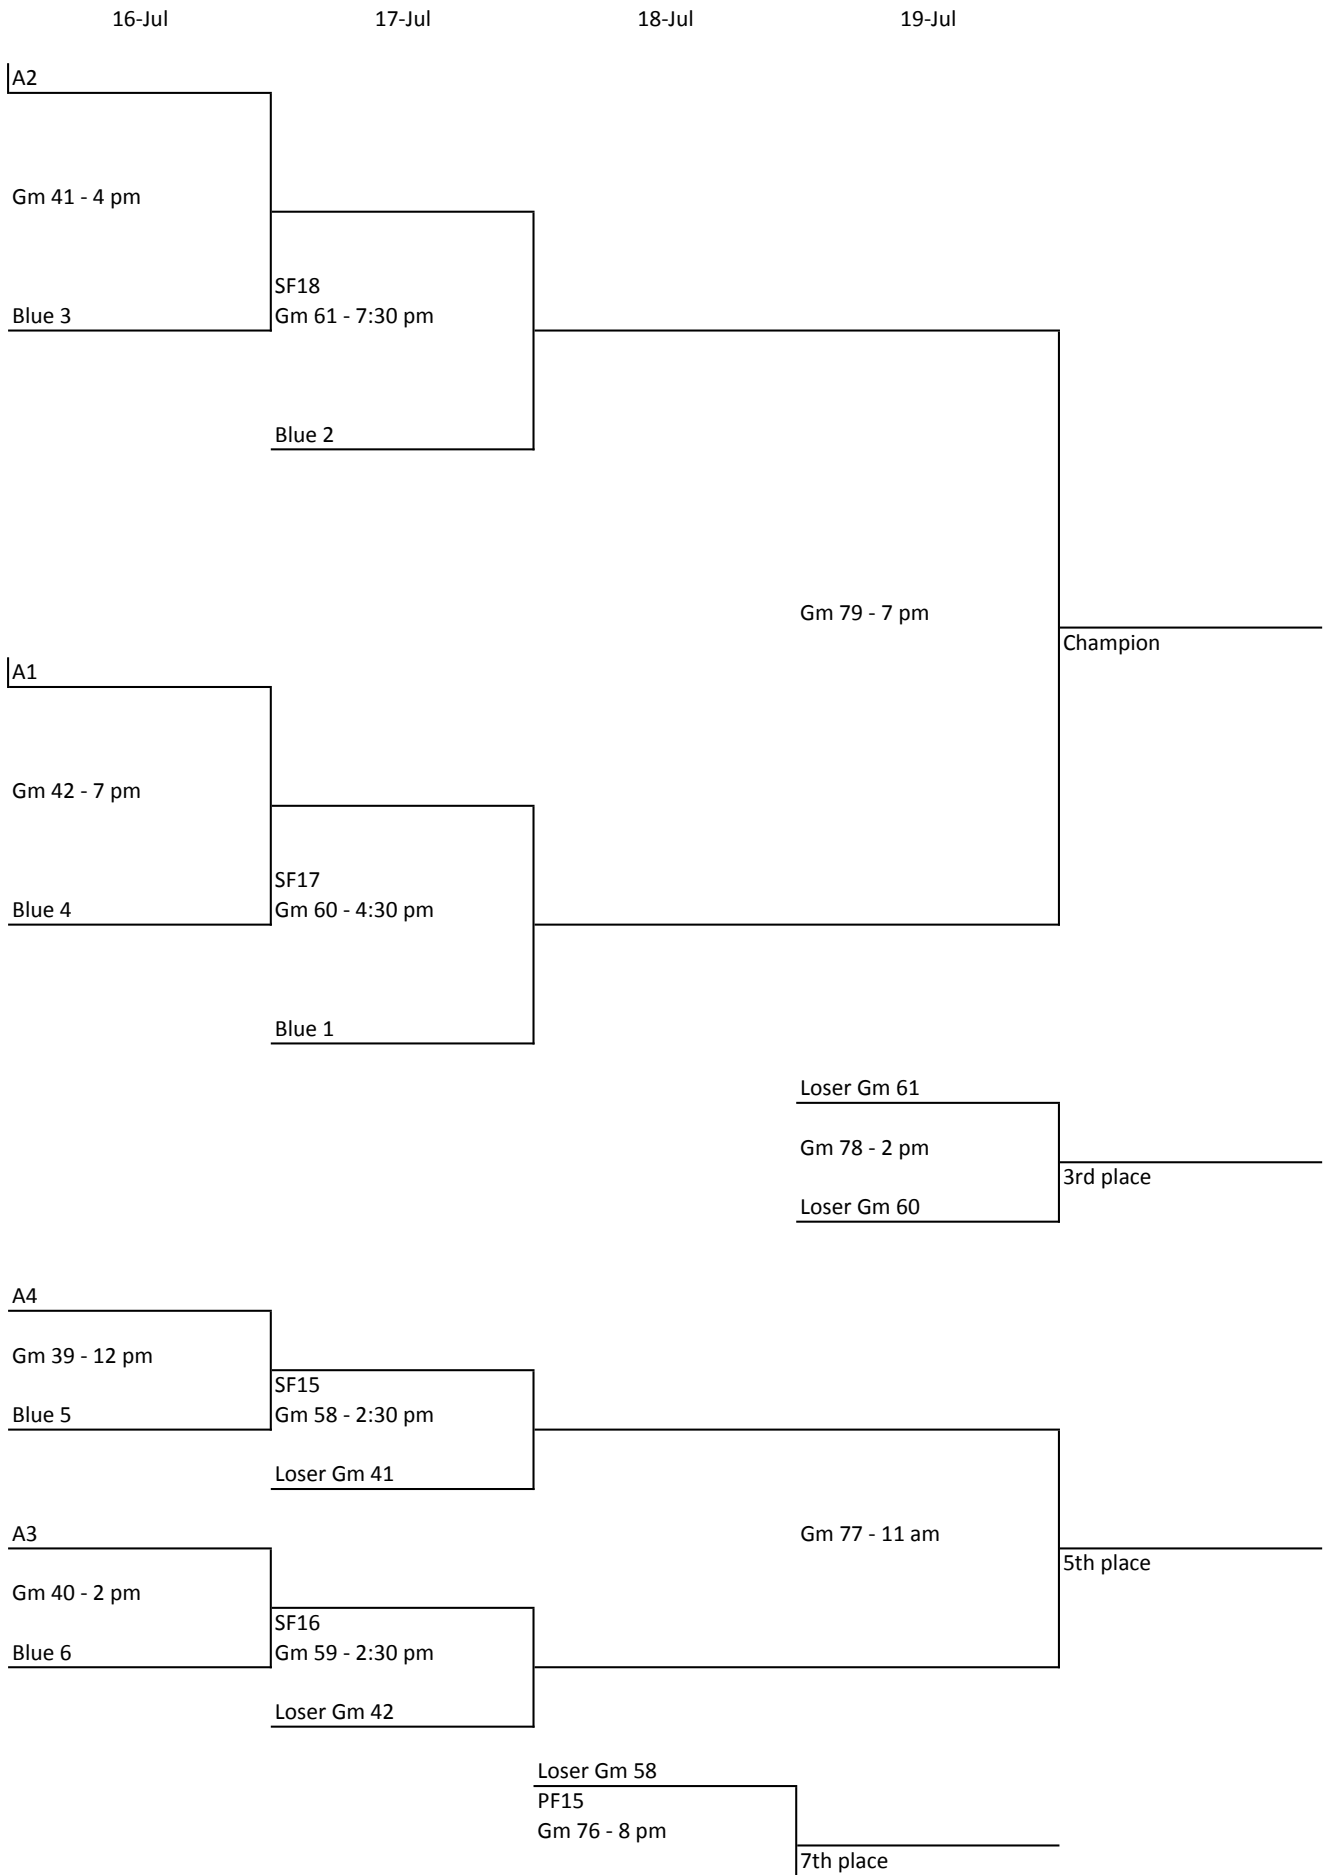 16-Jul 17-Jul 18-Jul 19-Jul
A2
Gm 41 - 4 pm
SF18
Blue 3 Gm 61 - 7:30 pm
Blue 2
Gm 79 - 7 pm
Champion
A1
Gm 42 - 7 pm
SF17
Blue 4 Gm 60 - 4:30 pm
Blue 1
Loser Gm 61
Gm 78 - 2 pm
3rd place
Loser Gm 60
A4
Gm 39 - 12 pm
SF15
Blue 5 Gm 58 - 2:30 pm
Loser Gm 41
A3 Gm 77 - 11 am
5th place
Gm 40 - 2 pm
SF16
Blue 6 Gm 59 - 2:30 pm
Loser Gm 42
Loser Gm 58
PF15
Gm 76 - 8 pm
7th place